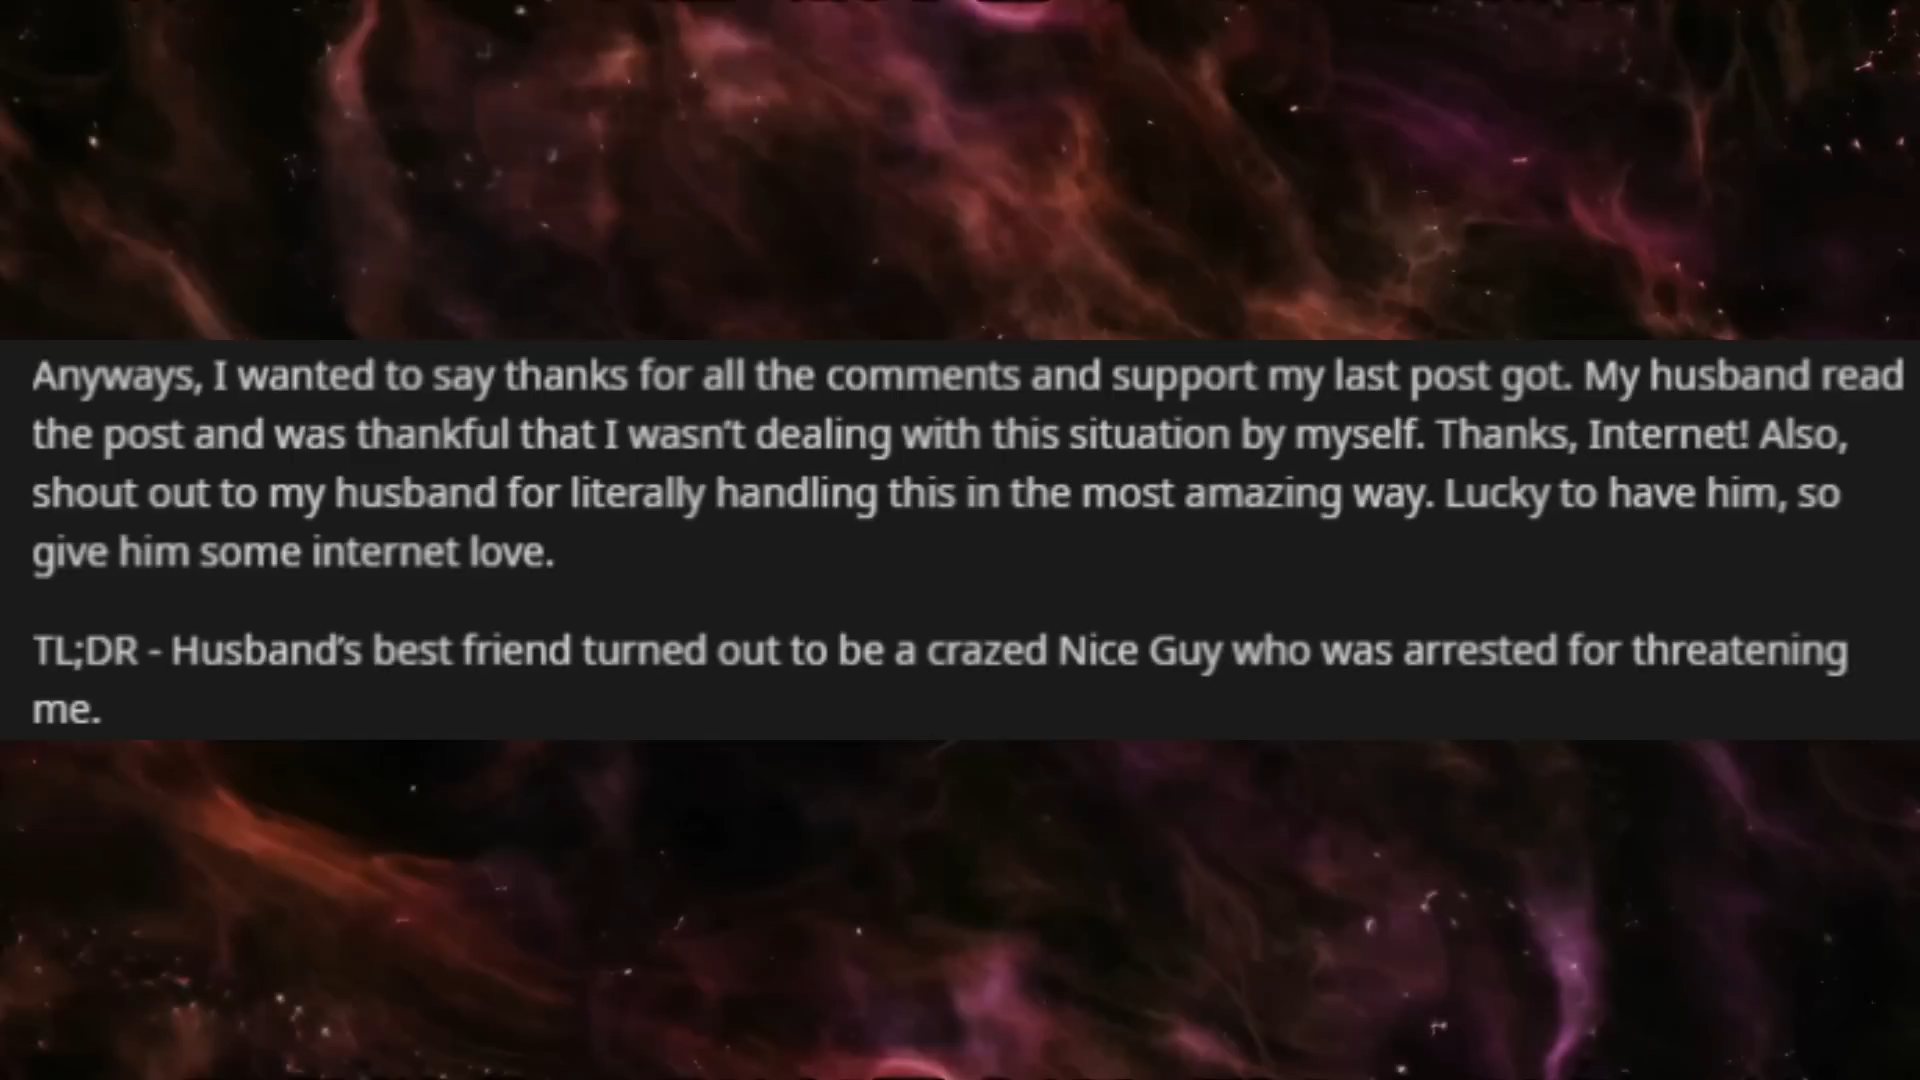 Anyways, I wanted to say thanks for all the comments and support my last post got. My husband read
the post and was thankful that I wasn’t dealing with this situation by myself. Thanks, Internet! Also,
shout out to my husband for literally handling this in the most amazing way. Lucky to have him, so
give him some internet love.
TL;DR - Husband’s best friend turned out to be a crazed Nice Guy who was arrested for threatening
me.